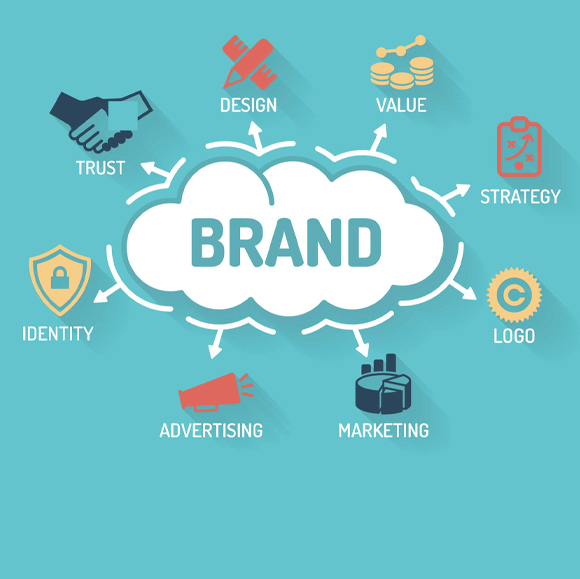 DESIGN
VALUE
TRUST
STRATEGY
BRAND
IDENTITY
C
LOGO
ADVERTISING
MARKETING